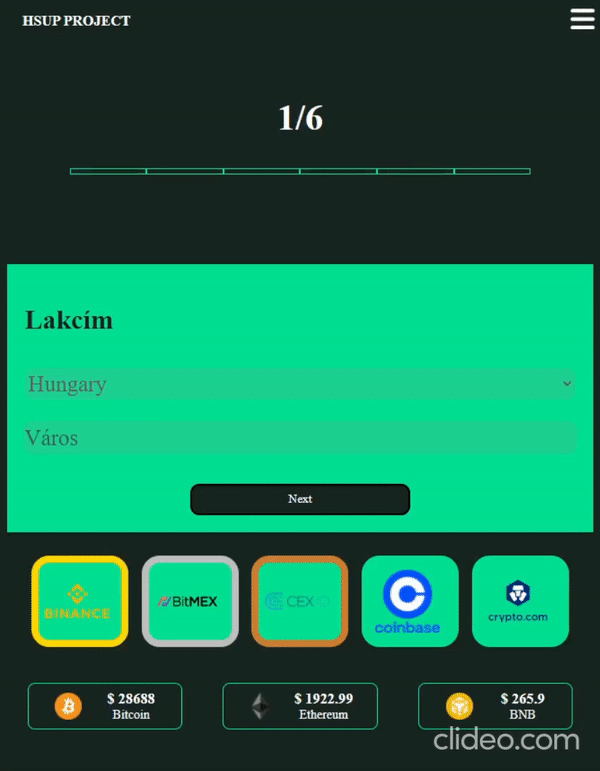 HSUP PROJECT
1/6
Lakcím
Hungary
Város
Next
BINANCE
BitMEX
CEX.IO
coinbase
crypto.com
$ 28688
Bitcoin
$ 1922.99
Ethereum
$ 265.9
BNB
clideo.com